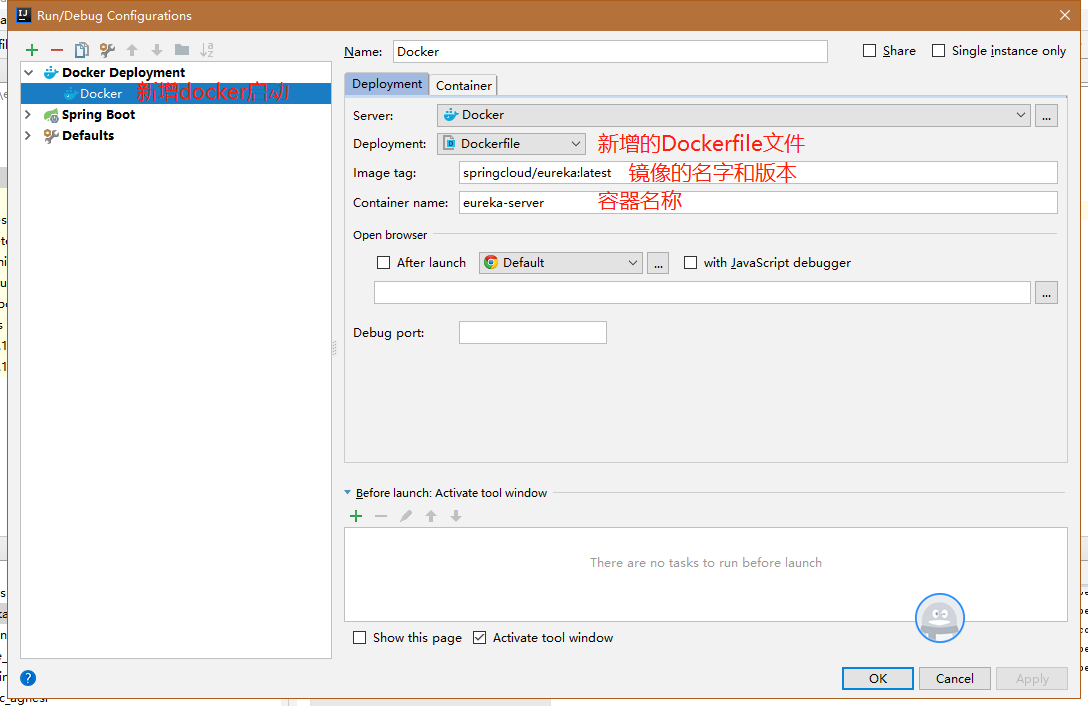 Run/Debug Configurations
Name: Docker
Share
Single instance only
Docker Deployment
Docker 新增docker启动
Spring Boot
Defaults
Deployment Container
Server: Docker ...
Deployment: Dockerfile 新增的Dockerfile文件
Image tag: springcloud/eureka:latest 镜像的名字和版本
Container name: eureka-server 容器名称
Open browser
After launch Default ... with JavaScript debugger
...
Debug port:
Before launch: Activate tool window
There are no tasks to run before launch
Show this page Activate tool window
? OK Cancel Apply